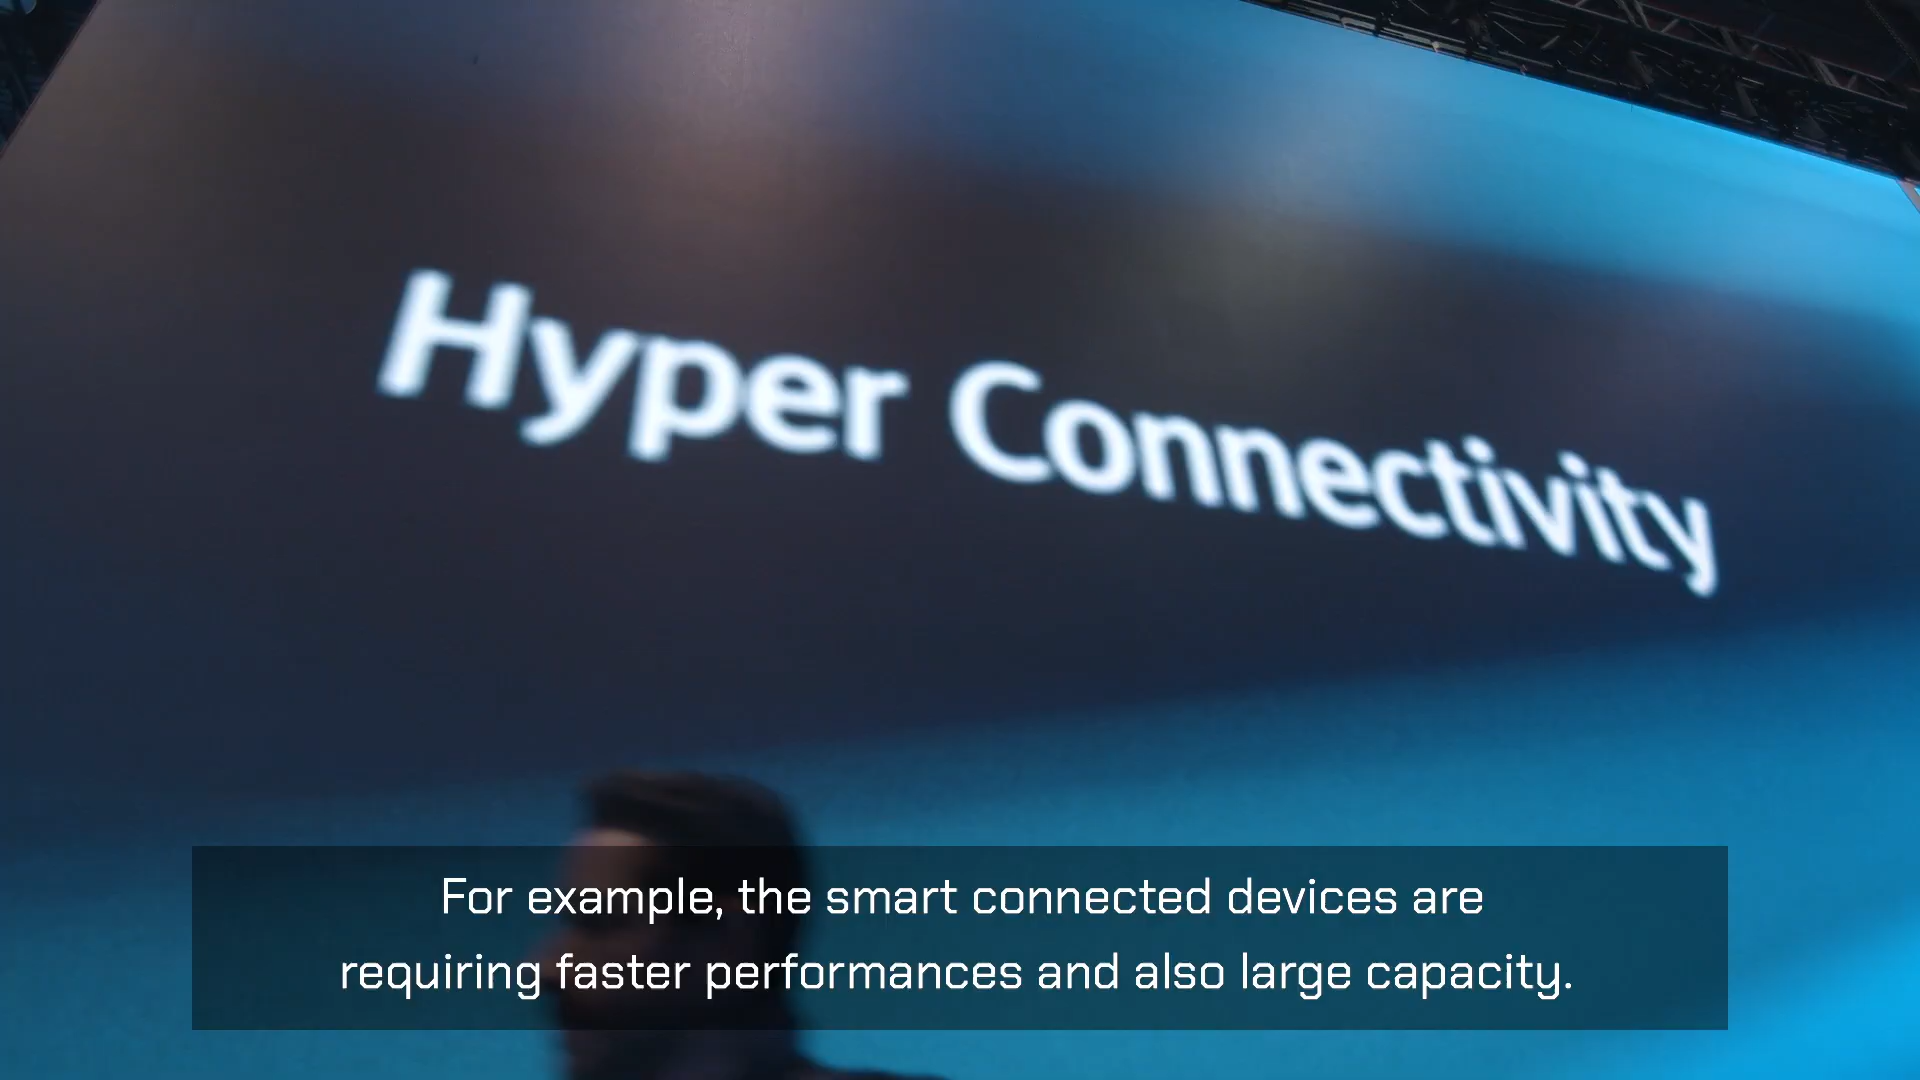 Hyper Connectivity
For example, the smart connected devices are
requiring faster performances and also large capacity.